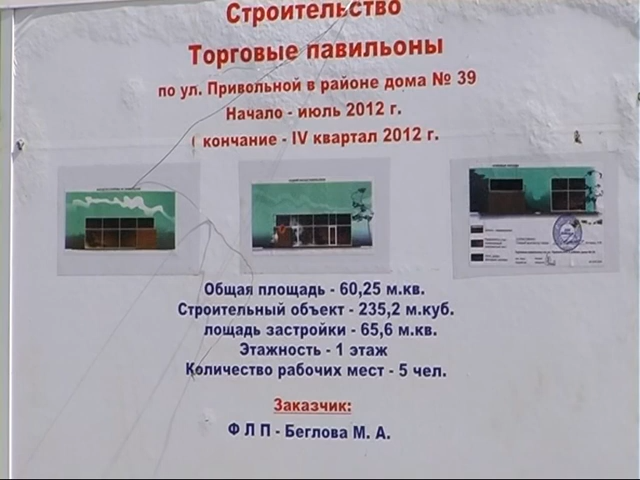 Строительство
Торговые павильоны
по ул. Привольной в районе дома № 39
Начало - июль 2012 г.
кончание - IV квартал 2012 г.
Общая площадь - 60,25 м.кв.
Строительный объект - 235,2 м.куб.
лощадь застройки - 65,6 м.кв.
Этажность - 1 этаж
Количество рабочих мест - 5 чел.
Заказчик:
Ф Л П - Беглова М. А.